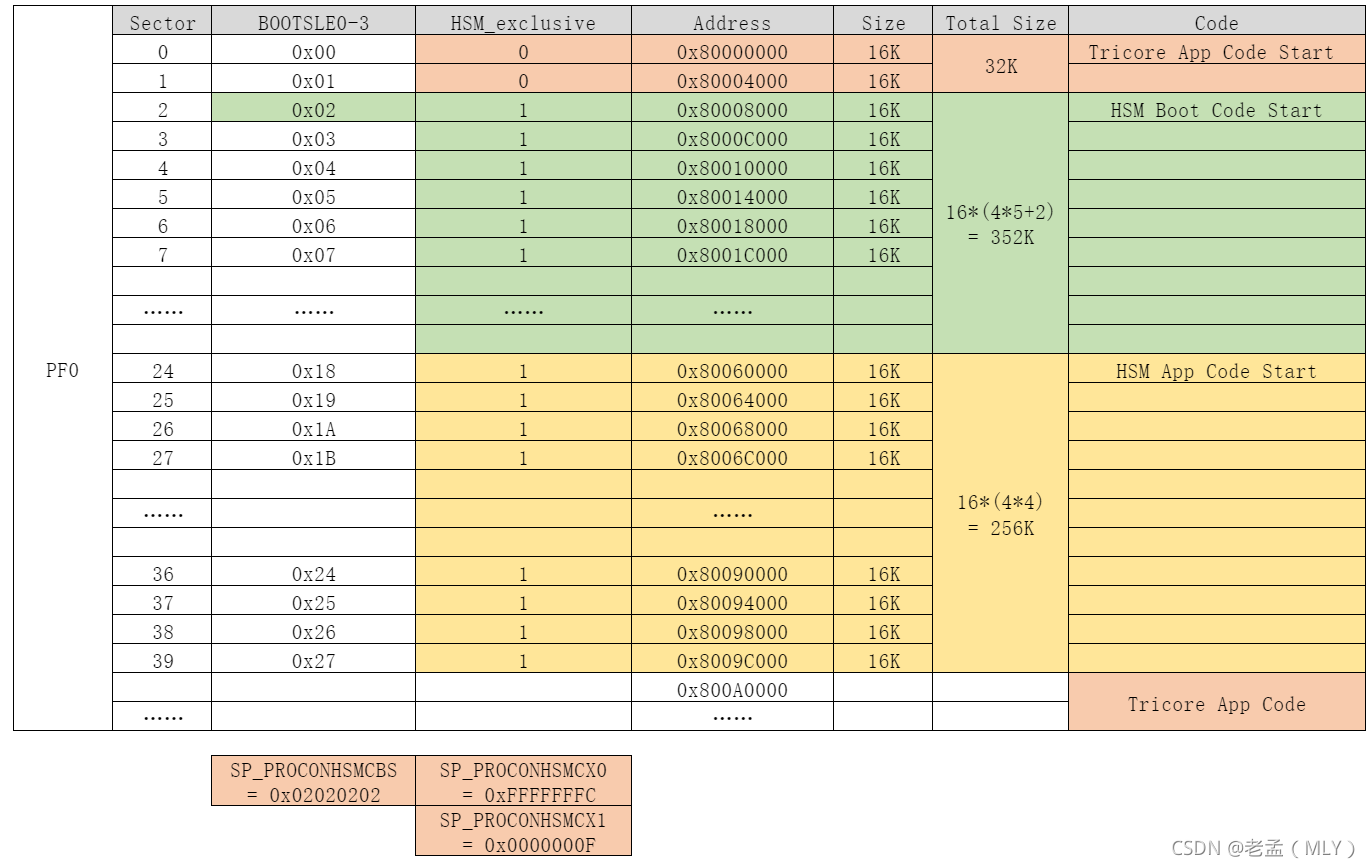 Sector BOOTSLE0-3 HSM_exclusive Address Size Total Size Code
PF0
0 0x00 0 0x80000000 16K 32K Tricore App Code Start
1 0x01 0 0x80004000 16K
2 0x02 1 0x80008000 16K HSM Boot Code Start
3 0x03 1 0x8000C000 16K
4 0x04 1 0x80010000 16K
5 0x05 1 0x80014000 16K
16*(4*5+2)
= 352K
6 0x06 1 0x80018000 16K
7 0x07 1 0x8001C000 16K
…… …… …… ……
24 0x18 1 0x80060000 16K HSM App Code Start
25 0x19 1 0x80064000 16K
26 0x1A 1 0x80068000 16K
27 0x1B 1 0x8006C000 16K
16*(4*4)
= 256K
…… ……
36 0x24 1 0x80090000 16K
37 0x25 1 0x80094000 16K
38 0x26 1 0x80098000 16K
39 0x27 1 0x8009C000 16K
0x800A0000
Tricore App Code
…… ……
SP_PROCONHSMCBS
= 0x02020202
SP_PROCONHSMCX0
= 0xFFFFFFFC
SP_PROCONHSMCX1
= 0x0000000F
CSDN @老孟（MLY）